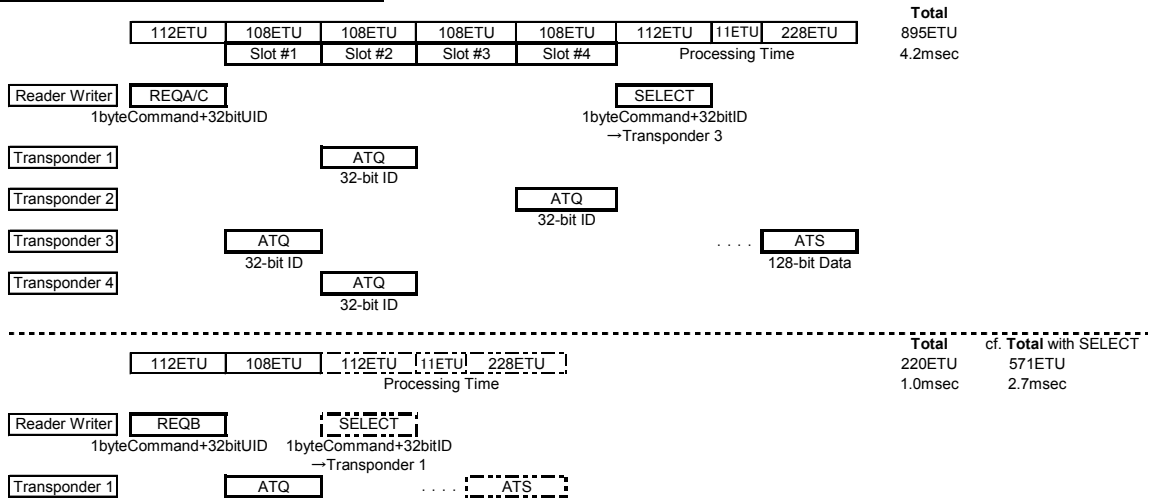 Total
112ETU 108ETU 108ETU 108ETU 108ETU 112ETU 11ETU 228ETU 895ETU
Slot #1 Slot #2 Slot #3 Slot #4 Processing Time 4.2msec
Reader Writer REQA/C SELECT
1byteCommand+32bitUID 1byteCommand+32bitID
→Transponder 3
Transponder 1 ATQ
32-bit ID
Transponder 2 ATQ
32-bit ID
Transponder 3 ATQ . . . . ATS
32-bit ID 128-bit Data
Transponder 4 ATQ
32-bit ID
Total cf. Total with SELECT
112ETU 108ETU 112ETU 11ETU 228ETU 220ETU 571ETU
Processing Time 1.0msec 2.7msec
Reader Writer REQB SELECT
1byteCommand+32bitUID 1byteCommand+32bitID
→Transponder 1
Transponder 1 ATQ . . . . ATS